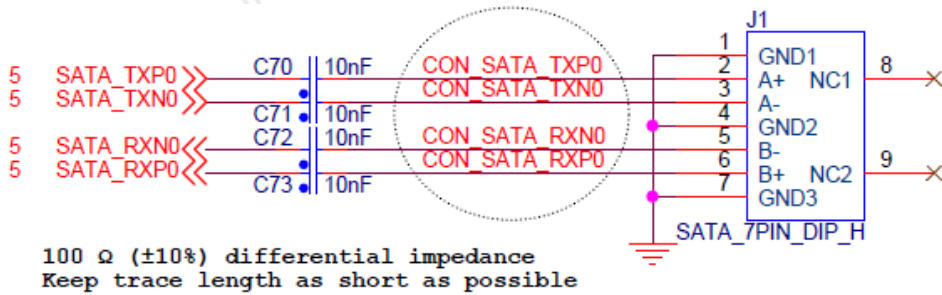 J1
1 GND1
5 SATA_TXP0 C70 10nF CON_SATA_TXP0 2 A+ NC1 8
5 SATA_TXN0 C71 10nF CON_SATA_TXN0 3 A-
4 GND2
5 SATA_RXN0 C72 10nF CON_SATA_RXN0 5 B-
5 SATA_RXP0 C73 10nF CON_SATA_RXP0 6 B+ NC2 9
7 GND3
SATA_7PIN_DIP_H
100 Ω (±10%) differential impedance
Keep trace length as short as possible